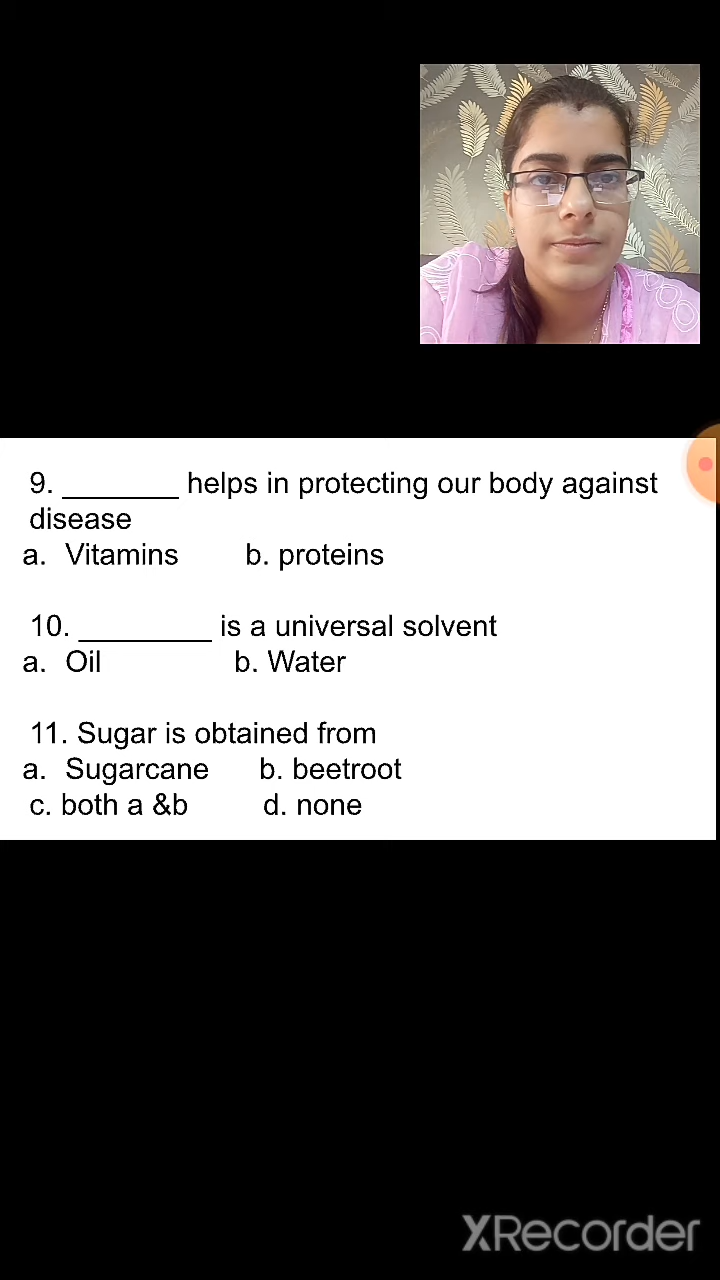 9. _______ helps in protecting our body against
disease
a. Vitamins b. proteins
10. ________ is a universal solvent
a. Oil b. Water
11. Sugar is obtained from
a. Sugarcane b. beetroot
c. both a &b d. none
XRecorder